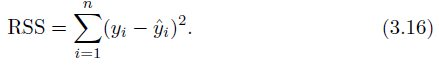 RSS = \sum_{i=1}^{n} (y_i - \hat{y}_i)^2. (3.16)